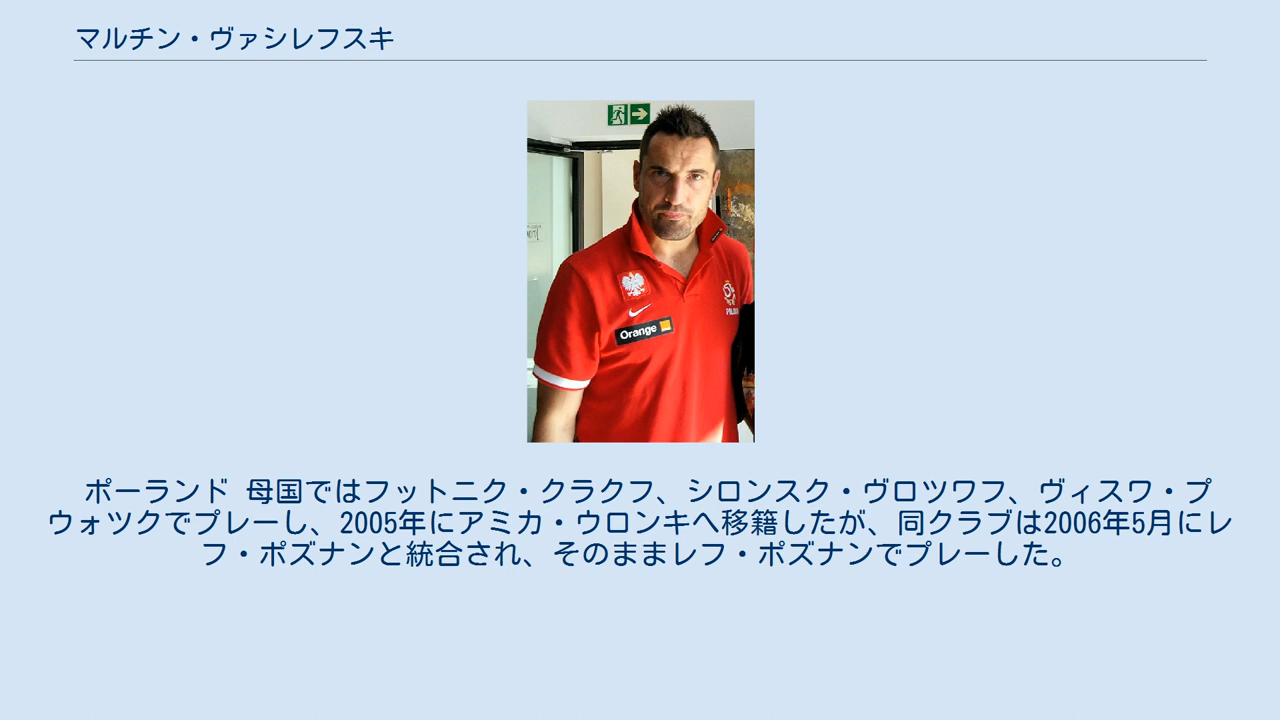 マルチン・ヴァシレフスキ
Orange
ポーランド 母国ではフットニク・クラクフ、シロンスク・ヴロツワフ、ヴィスワ・プ
ウォツクでプレーし、2005年にアミカ・ウロンキへ移籍したが、同クラブは2006年5月にレ
フ・ポズナンと統合され、そのままレフ・ポズナンでプレーした。